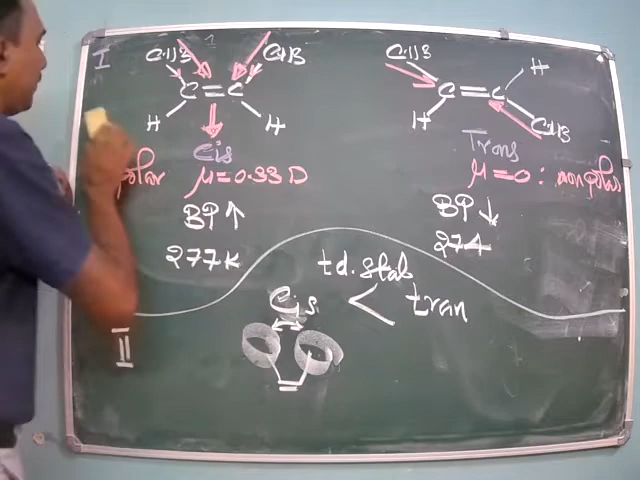 I
CH3 1 CH3
C = C
H H
Cis
polar μ = 0.33 D
BP ↑
277K
CH3 H
C = C
H CH3
Trans
μ = 0 : nonpolar
BP ↓
274
td. stab
Cis < tran
II